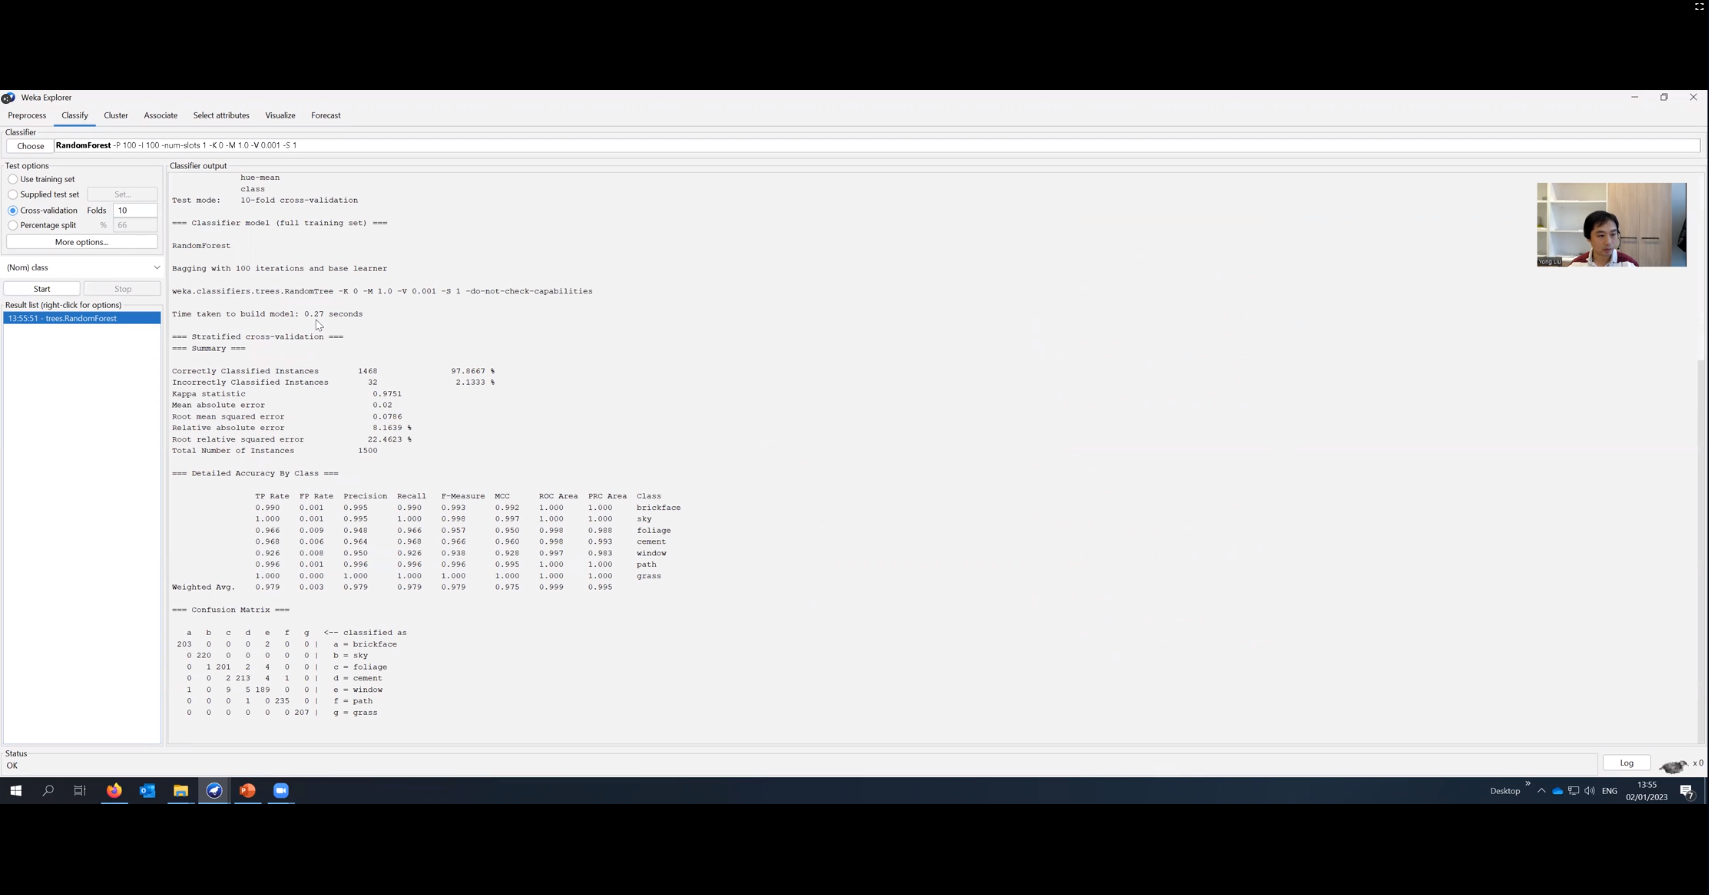 Weka Explorer
Preprocess Classify Cluster Associate Select attributes Visualize Forecast
Classifier
Choose RandomForest -P 100 -I 100 -num-slots 1 -K 0 -M 1.0 -V 0.001 -S 1
Test options
Use training set
Supplied test set Set...
Cross-validation Folds 10
Percentage split % 66
More options...
(Nom) class
Start Stop
Result list (right-click for options)
13:55:51 - trees.RandomForest
Classifier output
hue-mean
class
Test mode: 10-fold cross-validation
=== Classifier model (full training set) ===
RandomForest
Bagging with 100 iterations and base learner
weka.classifiers.trees.RandomTree -K 0 -M 1.0 -V 0.001 -S 1 -do-not-check-capabilities
Time taken to build model: 0.27 seconds
=== Stratified cross-validation ===
=== Summary ===
Correctly Classified Instances 1468 97.8667 %
Incorrectly Classified Instances 32 2.1333 %
Kappa statistic 0.9751
Mean absolute error 0.02
Root mean squared error 0.0786
Relative absolute error 8.1639 %
Root relative squared error 22.4623 %
Total Number of Instances 1500
=== Detailed Accuracy By Class ===
TP Rate FP Rate Precision Recall F-Measure MCC ROC Area PRC Area Class
0.990 0.001 0.995 0.990 0.993 0.992 1.000 1.000 brickface
1.000 0.001 0.995 1.000 0.998 0.997 1.000 1.000 sky
0.966 0.009 0.948 0.966 0.957 0.950 0.998 0.988 foliage
0.968 0.006 0.964 0.968 0.966 0.960 0.998 0.993 cement
0.926 0.008 0.950 0.926 0.938 0.928 0.997 0.983 window
0.996 0.001 0.996 0.996 0.996 0.995 1.000 1.000 path
1.000 0.000 1.000 1.000 1.000 1.000 1.000 1.000 grass
Weighted Avg. 0.979 0.003 0.979 0.979 0.979 0.975 0.999 0.995
=== Confusion Matrix ===
a b c d e f g <-- classified as
203 0 0 0 2 0 0 | a = brickface
0 220 0 0 0 0 0 | b = sky
0 1 201 2 4 0 0 | c = foliage
0 0 2 213 4 1 0 | d = cement
1 0 9 5 189 0 0 | e = window
0 0 0 1 0 235 0 | f = path
0 0 0 0 0 0 207 | g = grass
Yong Liu
Status
OK
Log x 0
Desktop » ENG 13:55
02/01/2023
7